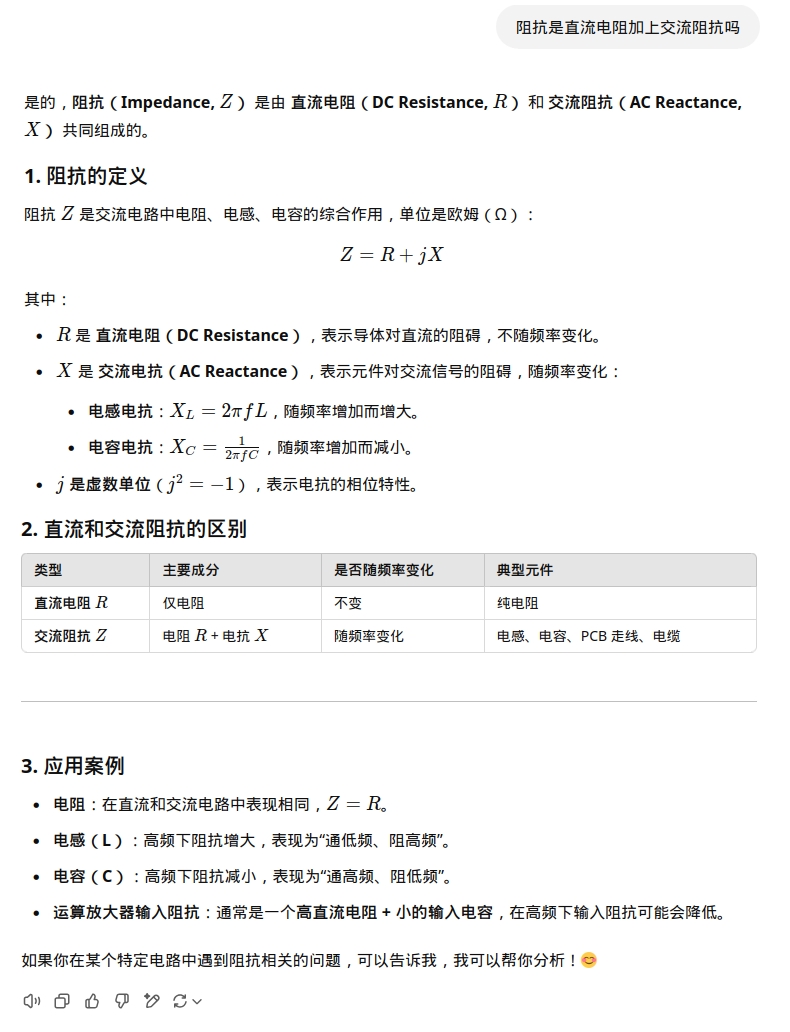 阻抗是直流电阻加上交流阻抗吗
是的，阻抗（Impedance, Z ）是由 直流电阻（DC Resistance, R ）和 交流阻抗（AC Reactance,
X ）共同组成的。
1. 阻抗的定义
阻抗 Z 是交流电路中电阻、电感、电容的综合作用，单位是欧姆（Ω）：
Z = R + jX
其中：
R 是 直流电阻（DC Resistance），表示导体对直流的阻碍，不随频率变化。
X 是 交流电抗（AC Reactance），表示元件对交流信号的阻碍，随频率变化：
电感电抗：X_L = 2πfL，随频率增加而增大。
电容电抗：X_C = 1/(2πfC)，随频率增加而减小。
j 是虚数单位（j² = −1），表示电抗的相位特性。
2. 直流和交流阻抗的区别
类型 主要成分 是否随频率变化 典型元件
直流电阻 R 仅电阻 不变 纯电阻
交流阻抗 Z 电阻 R + 电抗 X 随频率变化 电感、电容、PCB 走线、电缆
3. 应用案例
电阻：在直流和交流电路中表现相同，Z = R。
电感（L）：高频下阻抗增大，表现为“通低频、阻高频”。
电容（C）：高频下阻抗减小，表现为“通高频、阻低频”。
运算放大器输入阻抗：通常是一个高直流电阻 + 小的输入电容，在高频下输入阻抗可能会降低。
如果你在某个特定电路中遇到阻抗相关的问题，可以告诉我，我可以帮你分析！😊